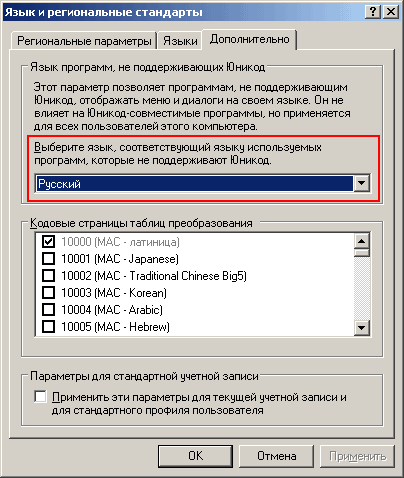 Язык и региональные стандарты
Региональные параметры
Языки
Дополнительно
Язык программ, не поддерживающих Юникод
Этот параметр позволяет программам, не поддерживающим
Юникод, отображать меню и диалоги на своем языке. Он не
влияет на Юникод-совместимые программы, но применяется
для всех пользователей этого компьютера.
Выберите язык, соответствующий языку используемых
программ, которые не поддерживают Юникод.
Русский
Кодовые страницы таблиц преобразования
10000 (MAC - латиница)
10001 (MAC - Japanese)
10002 (MAC - Traditional Chinese Big5)
10003 (MAC - Korean)
10004 (MAC - Arabic)
10005 (MAC - Hebrew)
Параметры для стандартной учетной записи
Применить эти параметры для текущей учетной записи и
для стандартного профиля пользователя
OK
Отмена
Применить